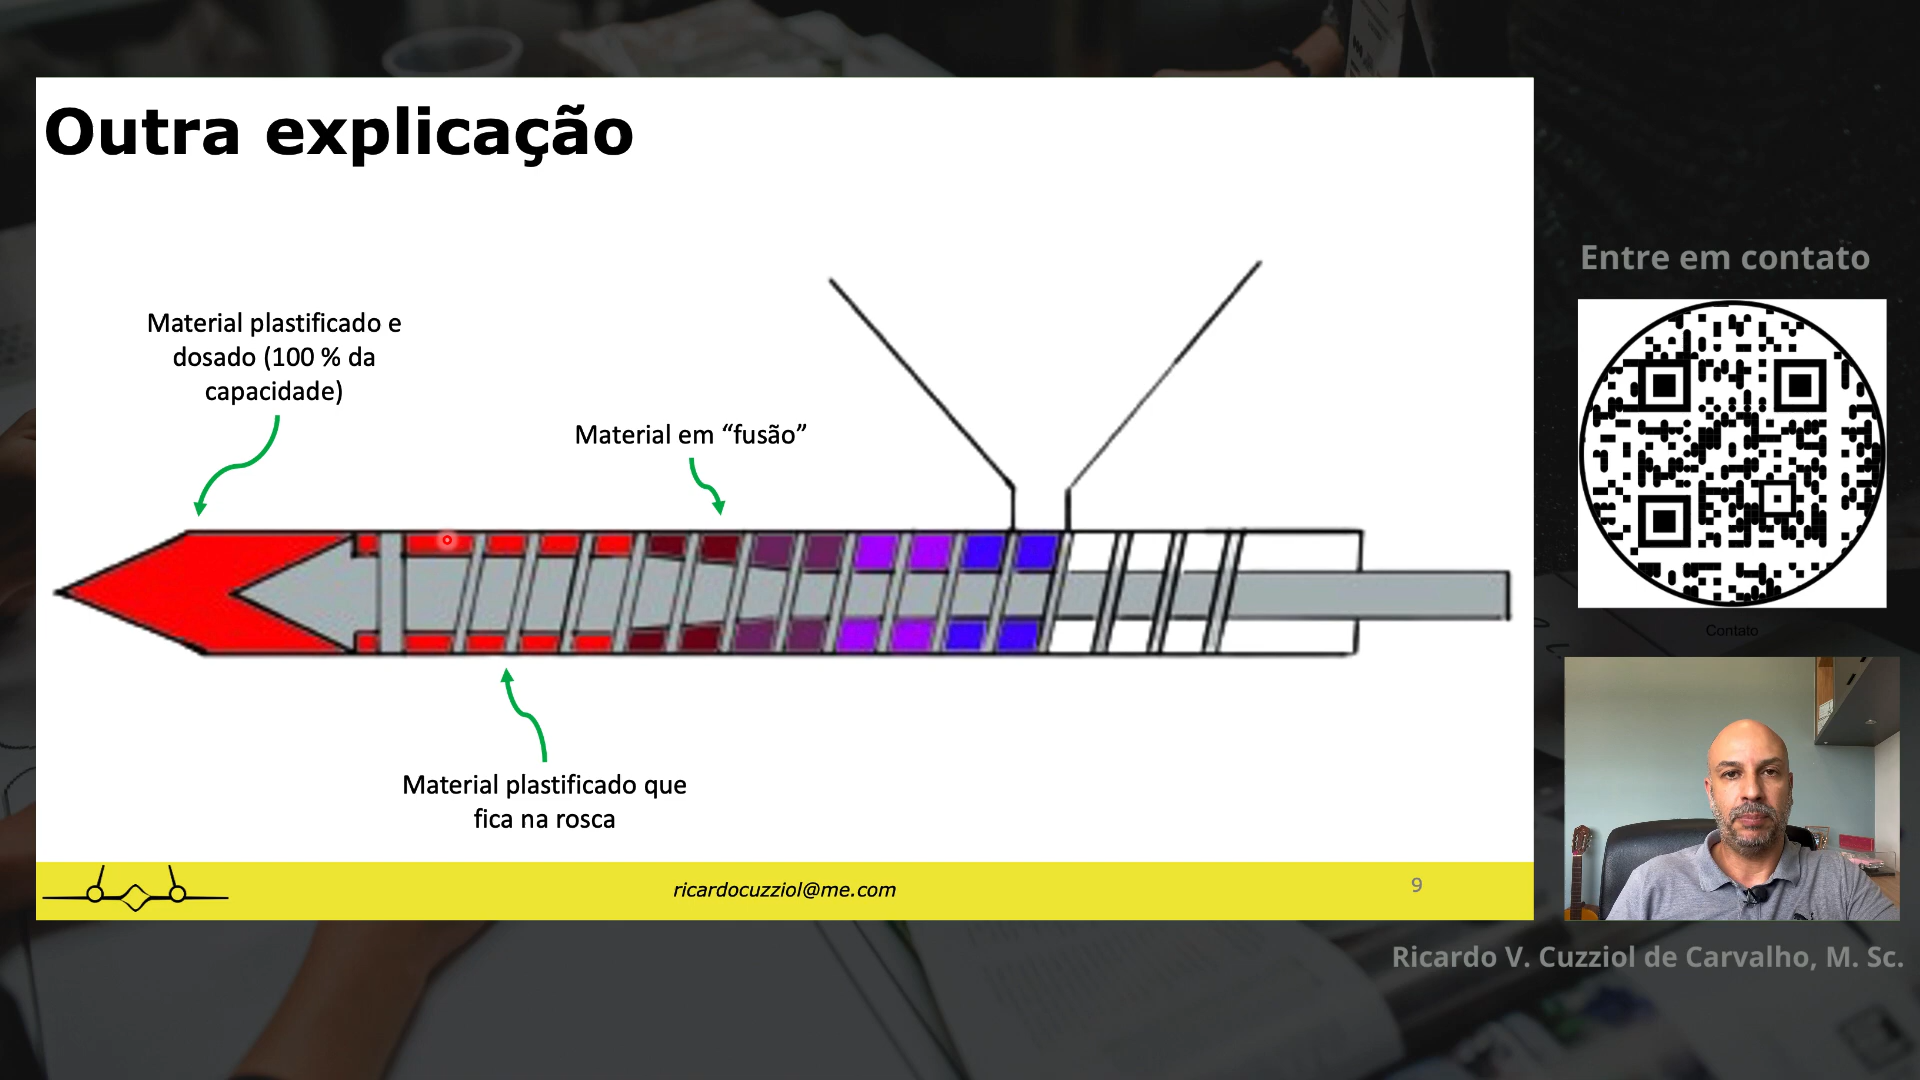 Outra explicação
Material plastificado e
dosado (100 % da
capacidade)
Material em “fusão”
Material plastificado que
fica na rosca
ricardocuzziol@me.com
9
Entre em contato
Contato
Ricardo V. Cuzziol de Carvalho, M. Sc.